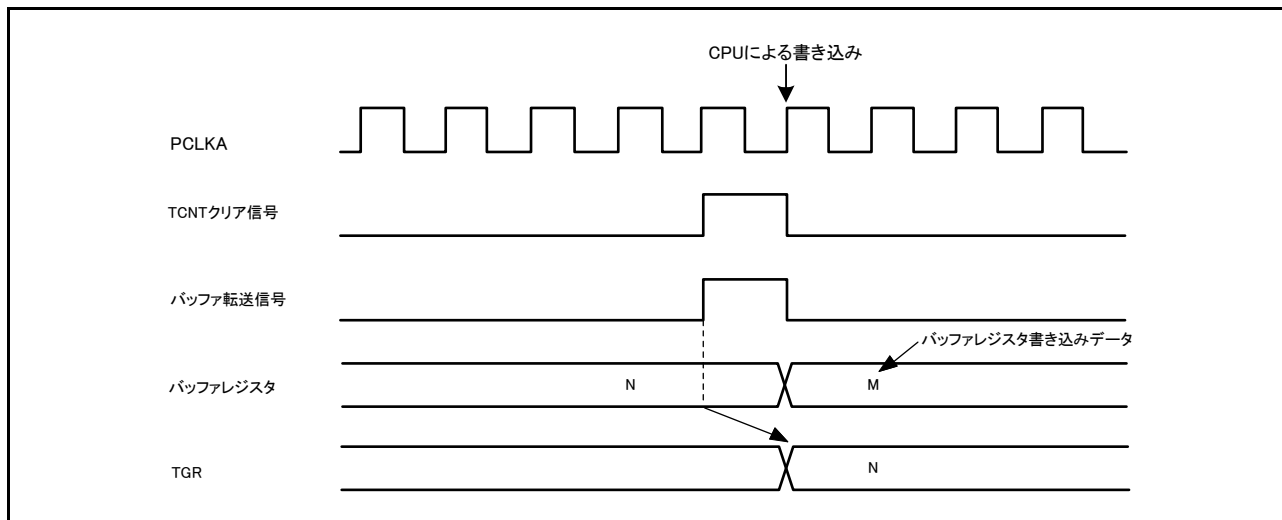 CPUによる書き込み
PCLKA
TCNTクリア信号
バッファ転送信号
バッファレジスタ書き込みデータ
バッファレジスタ
N
M
TGR
N